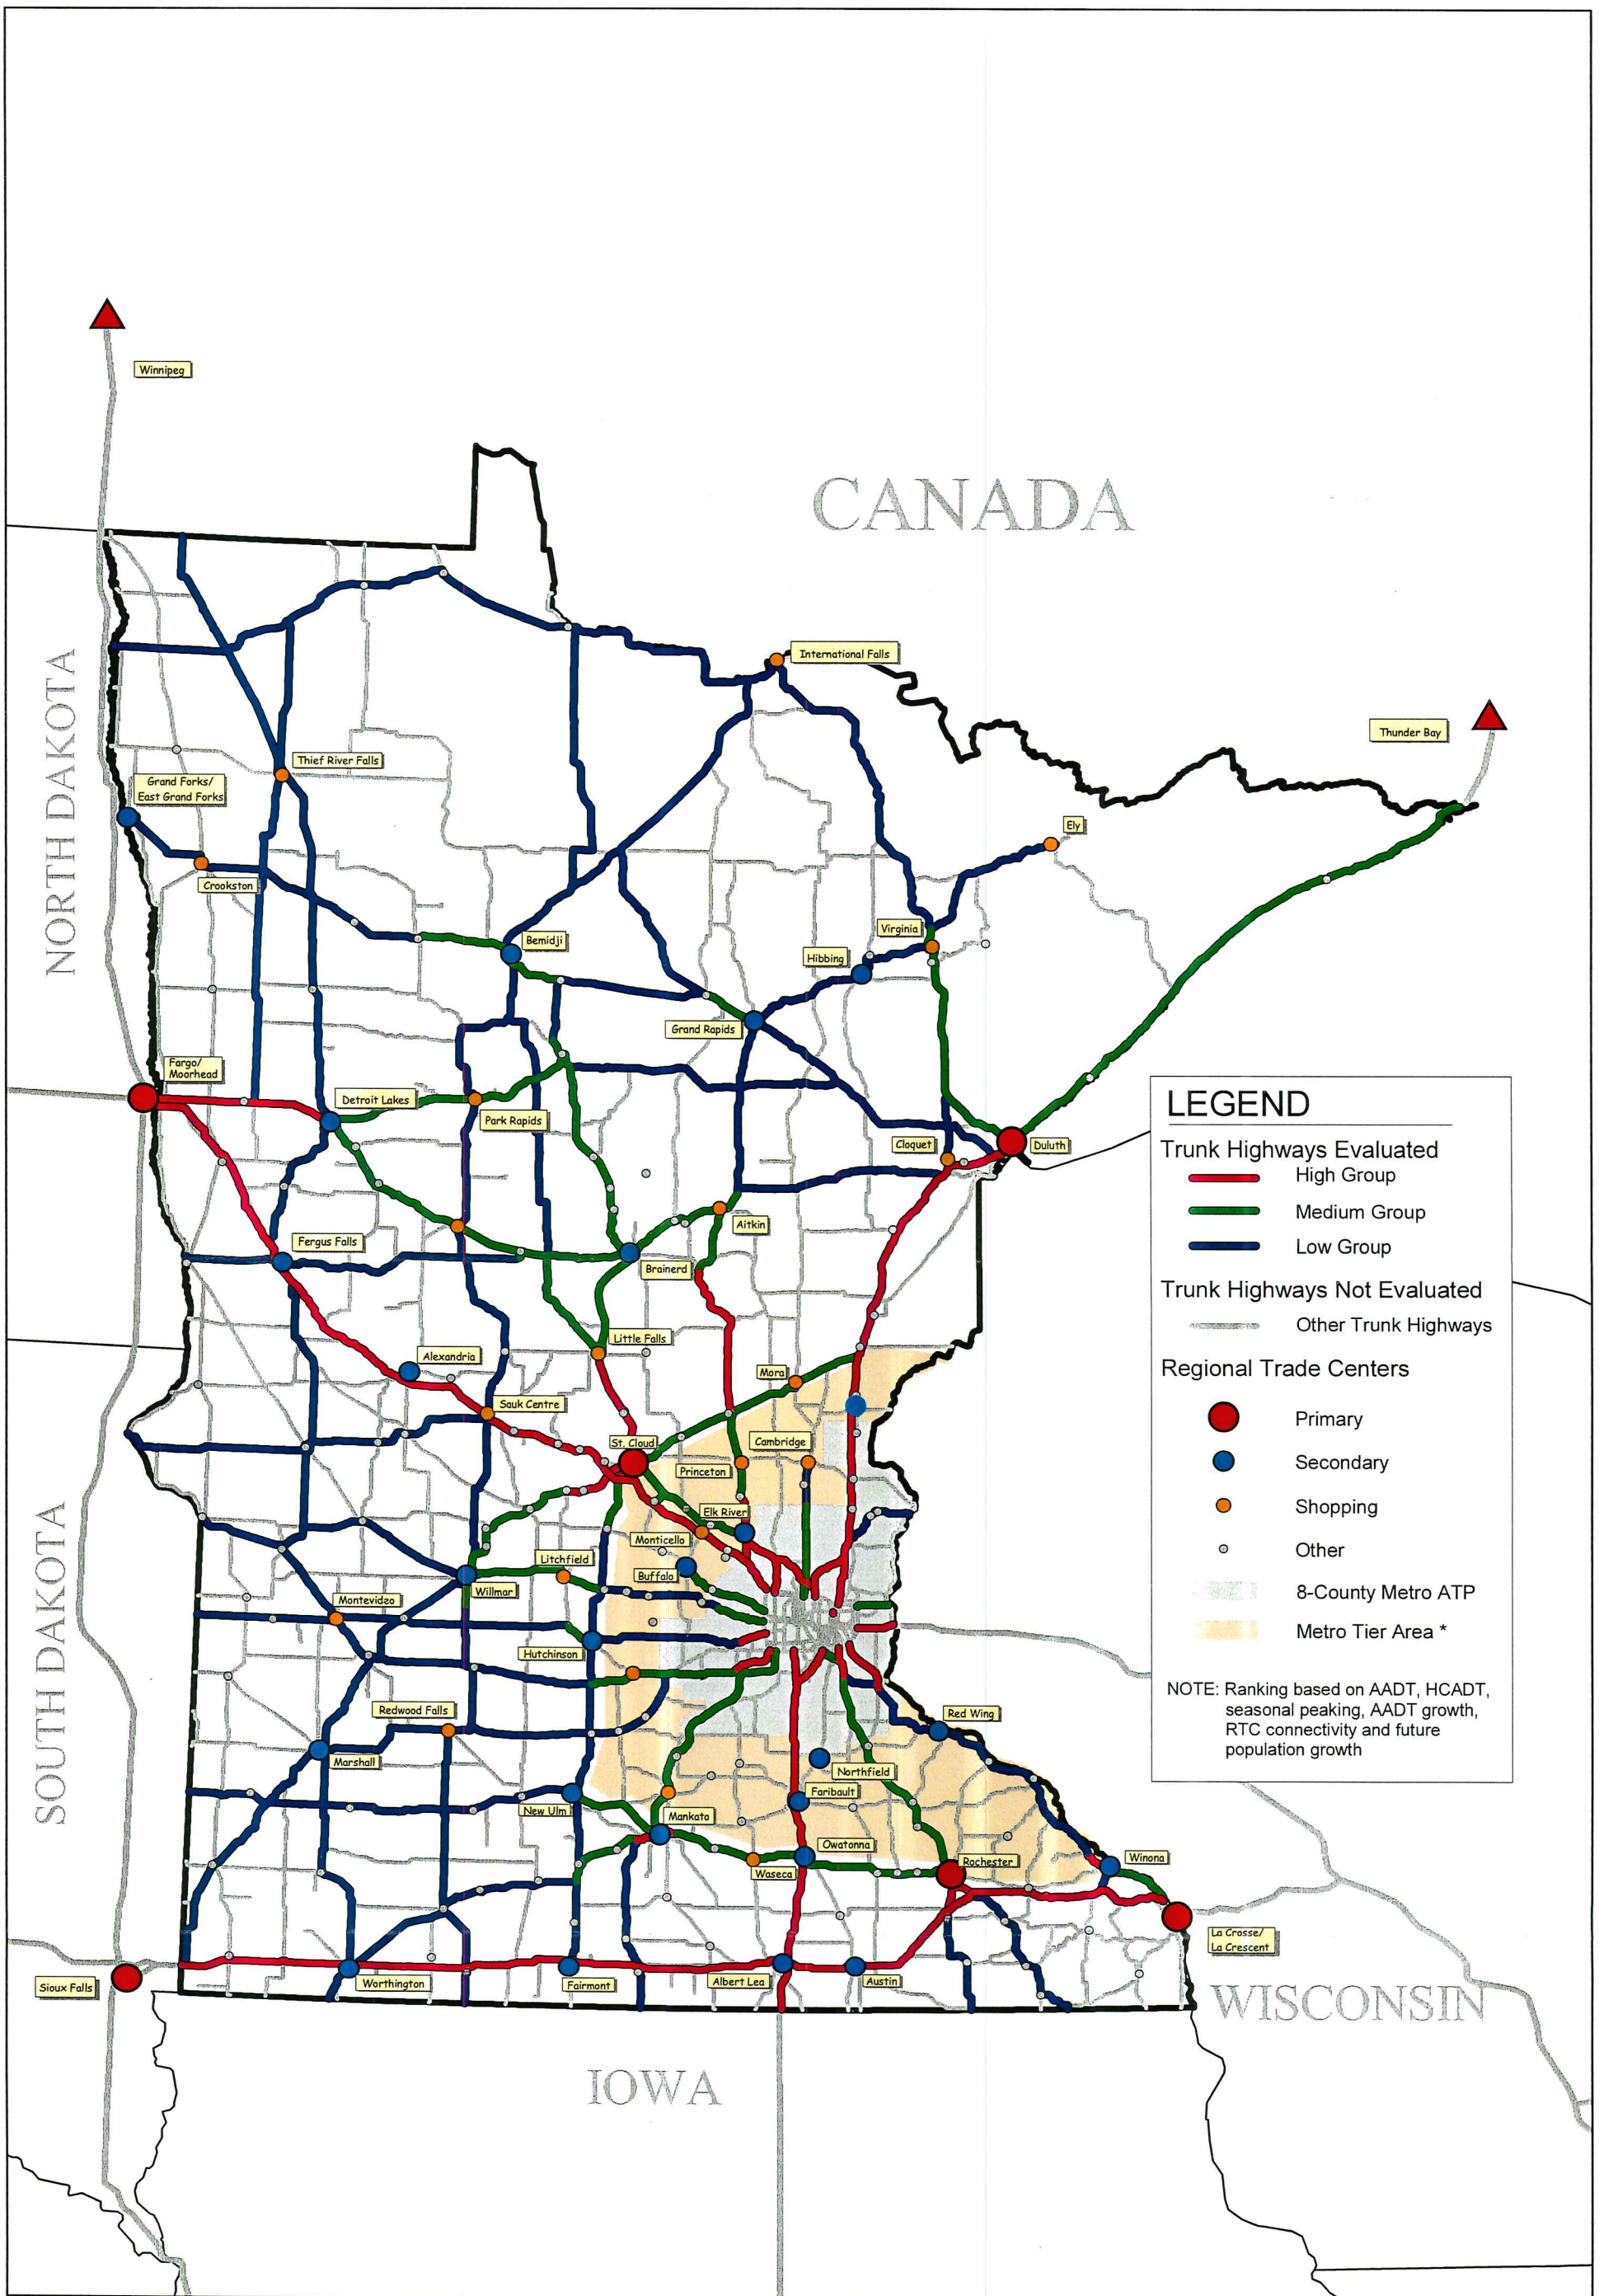 Winnipeg
CANADA
International Falls
NORTH DAKOTA
Thunder Bay
Thief River Falls
Grand Forks/
East Grand Forks
Ely
Crookston
Virginia
Bemidji
Hibbing
Grand Rapids
Fargo/
Moorhead
Detroit Lakes
Park Rapids
Cloquet
Duluth
Aitkin
Fergus Falls
Brainerd
Little Falls
Alexandria
Mora
Sauk Centre
St. Cloud
Cambridge
Princeton
Elk River
Monticello
Litchfield
Buffalo
Willmar
Montevideo
Hutchinson
SOUTH DAKOTA
Redwood Falls
Red Wing
Marshall
Northfield
Faribault
New Ulm
Mankato
Owatonna
Waseca
Rochester
Winona
La Crosse/
La Crescent
Sioux Falls
Worthington
Fairmont
Albert Lea
Austin
WISCONSIN
IOWA
LEGEND
Trunk Highways Evaluated
High Group
Medium Group
Low Group
Trunk Highways Not Evaluated
Other Trunk Highways
Regional Trade Centers
Primary
Secondary
Shopping
Other
8-County Metro ATP
Metro Tier Area *
NOTE: Ranking based on AADT, HCADT,
seasonal peaking, AADT growth,
RTC connectivity and future
population growth